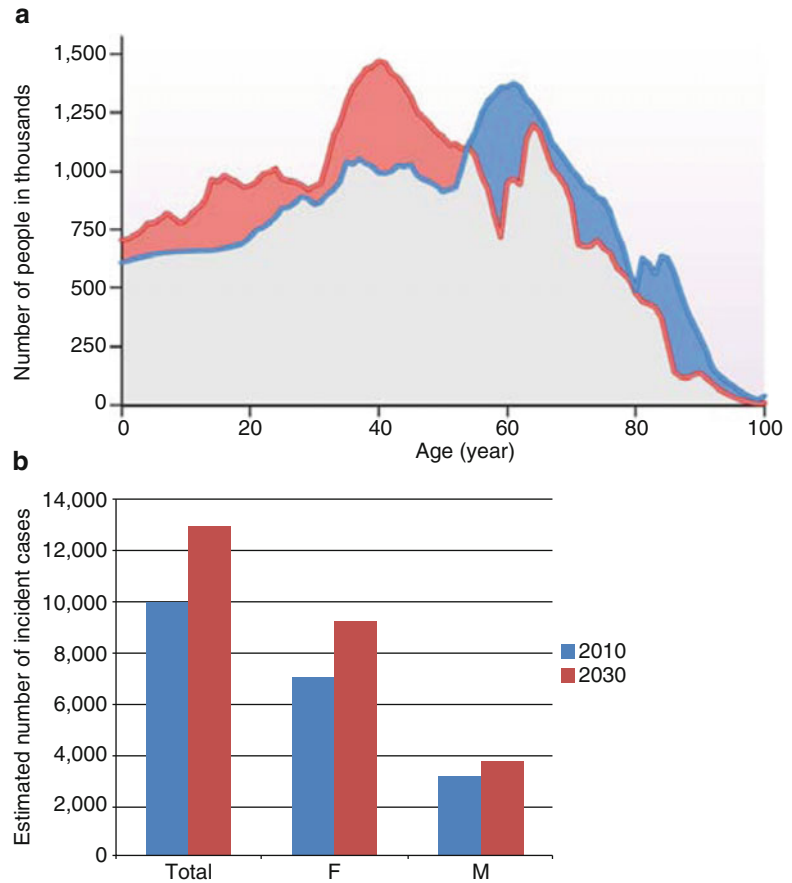 a
Number of people in thousands
1,500
1,250
1,000
750
500
250
0
0 20 40 60 80 100
Age (year)
b
Estimated number of incident cases
14,000
12,000
10,000
8,000
6,000
4,000
2,000
0
Total F M
2010
2030